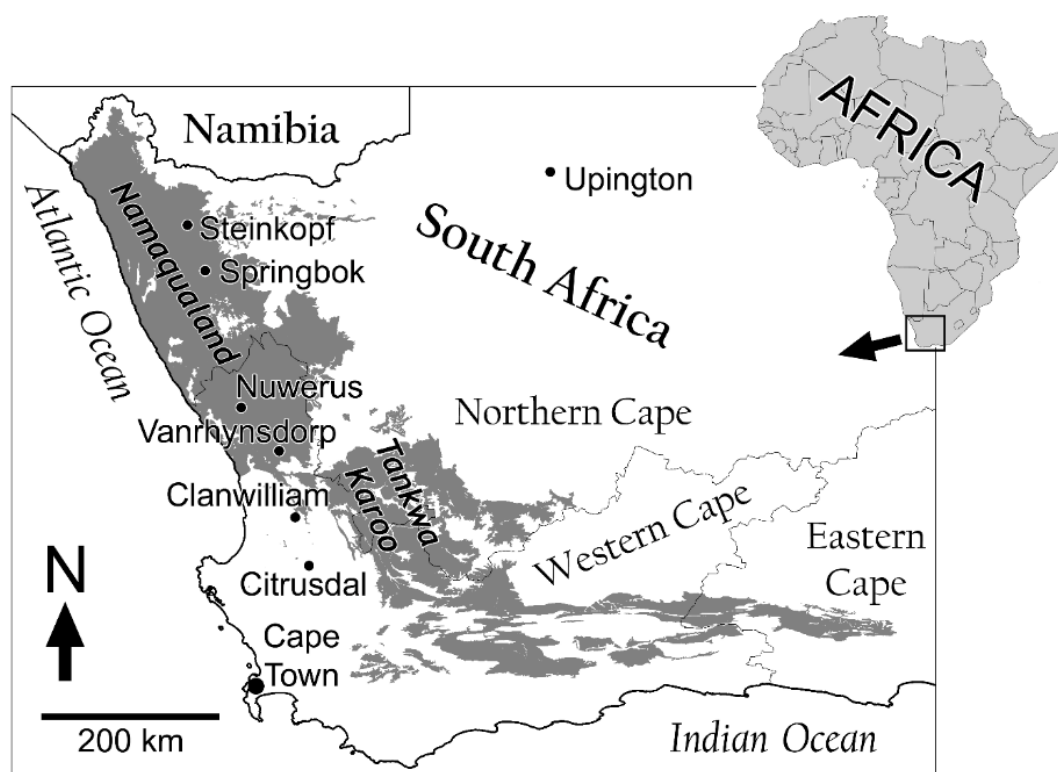 AFRICA
Namibia
Upington
Atlantic Ocean
Namaqualand
Steinkopf
Springbok
South Africa
Nuwerus
Northern Cape
Vanrhynsdorp
Tankwa
Karoo
Clanwilliam
Western Cape
Eastern
Cape
N
Citrusdal
Cape
Town
200 km
Indian Ocean